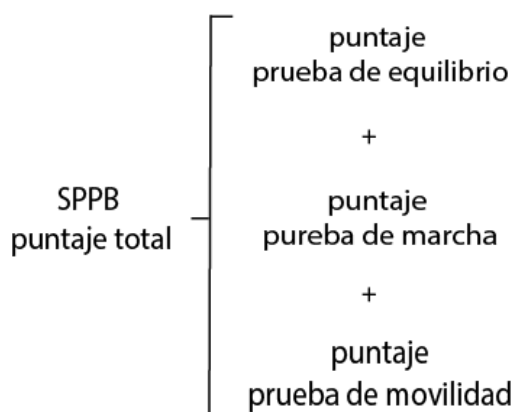 puntaje
prueba de equilibrio
+
SPPB
puntaje total
puntaje
pureba de marcha
+
puntaje
prueba de movilidad